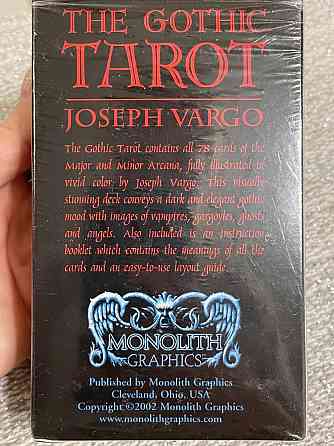 THE GOTHIC
TAROT
JOSEPH VARGO
The Gothic Tarot contains all 78 cards of the
Major and Minor Arcana, fully illustrated in
vivid color by Joseph Vargo. This visually
stunning deck conveys a dark and elegant gothic
mood with images of vampires, gargoyles, ghosts
and angels. Also included is an instruction
booklet which contains the meanings of all the
cards and an easy-to-use layout guide.
MONOLITH
GRAPHICS
Published by Monolith Graphics
Cleveland, Ohio, USA
Copyright ©2002 Monolith Graphics
www.monolithgraphics.com